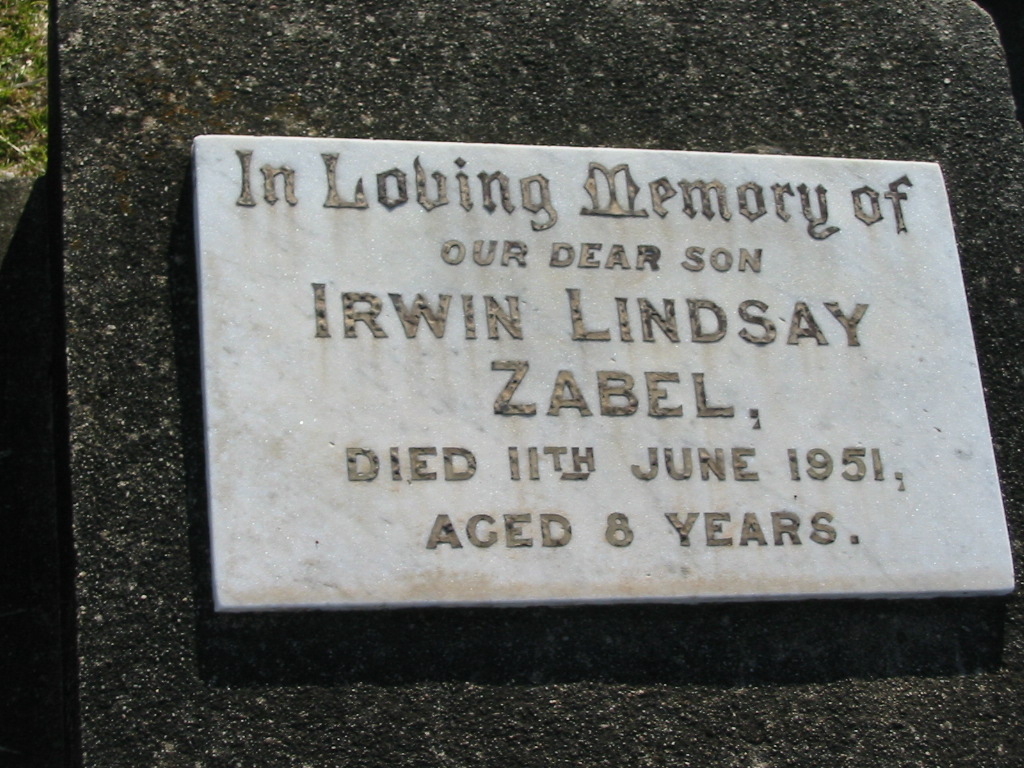 In Loving Memory of
OUR DEAR SON
IRWIN LINDSAY
ZABEL,
DIED 11TH JUNE 1951,
AGED 8 YEARS.